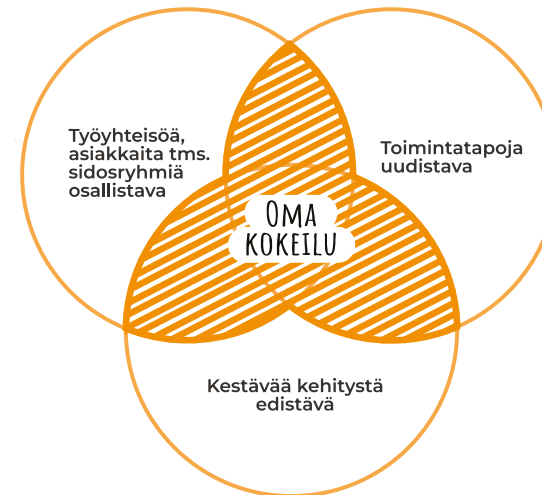 Työyhteisöä,
asiakkaita tms.
sidosryhmiä
osallistava
Toimintatapoja
uudistava
OMA
KOKEILU
Kestävää kehitystä
edistävä